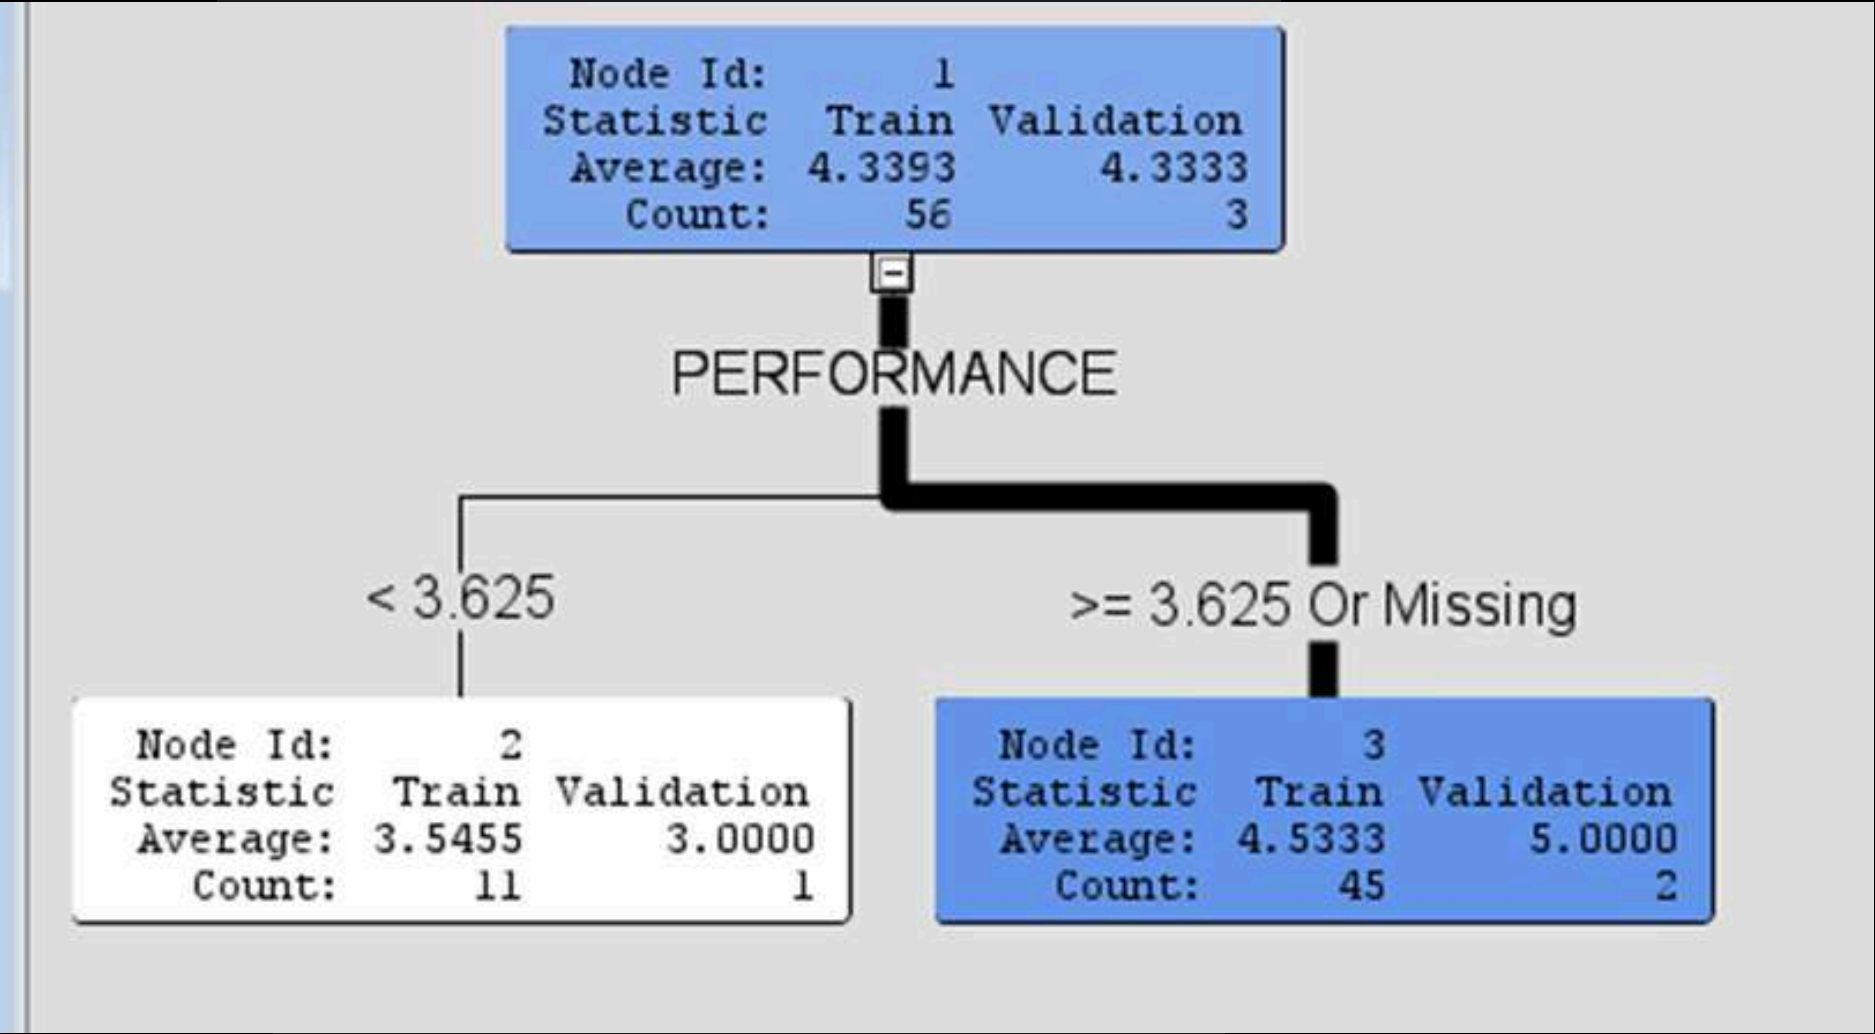 Node Id: 1
Statistic Train Validation
Average: 4.3393 4.3333
Count: 56 3
PERFORMANCE
< 3.625
>= 3.625 Or Missing
Node Id: 2
Statistic Train Validation
Average: 3.5455 3.0000
Count: 11 1
Node Id: 3
Statistic Train Validation
Average: 4.5333 5.0000
Count: 45 2